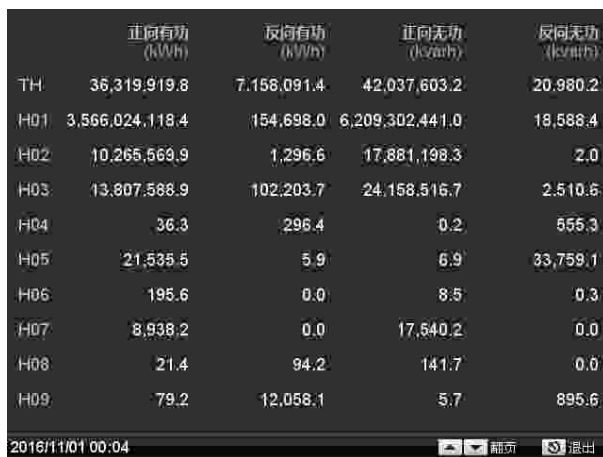 正向有功 反向有功 正向无功 反向无功
(kWh) (kWh) (kvarh) (kvarh)
TH 36,319,919.8 7,158,091.4 42,037,603.2 20,980.2
H01 3,566,024,118.4 154,698.0 6,209,302,441.0 18,588.4
H02 10,265,569.9 1,296.6 17,881,198.3 2.0
H03 13,807,588.9 102,203.7 24,158,516.7 2,510.6
H04 36.3 296.4 0.2 555.3
H05 21,535.5 5.9 6.9 33,759.1
H06 195.6 0.0 8.5 0.3
H07 8,938.2 0.0 17,540.2 0.0
H08 21.4 94.2 141.7 0.0
H09 79.2 12,058.1 5.7 895.6
2016/11/01 00:04 翻页 退出